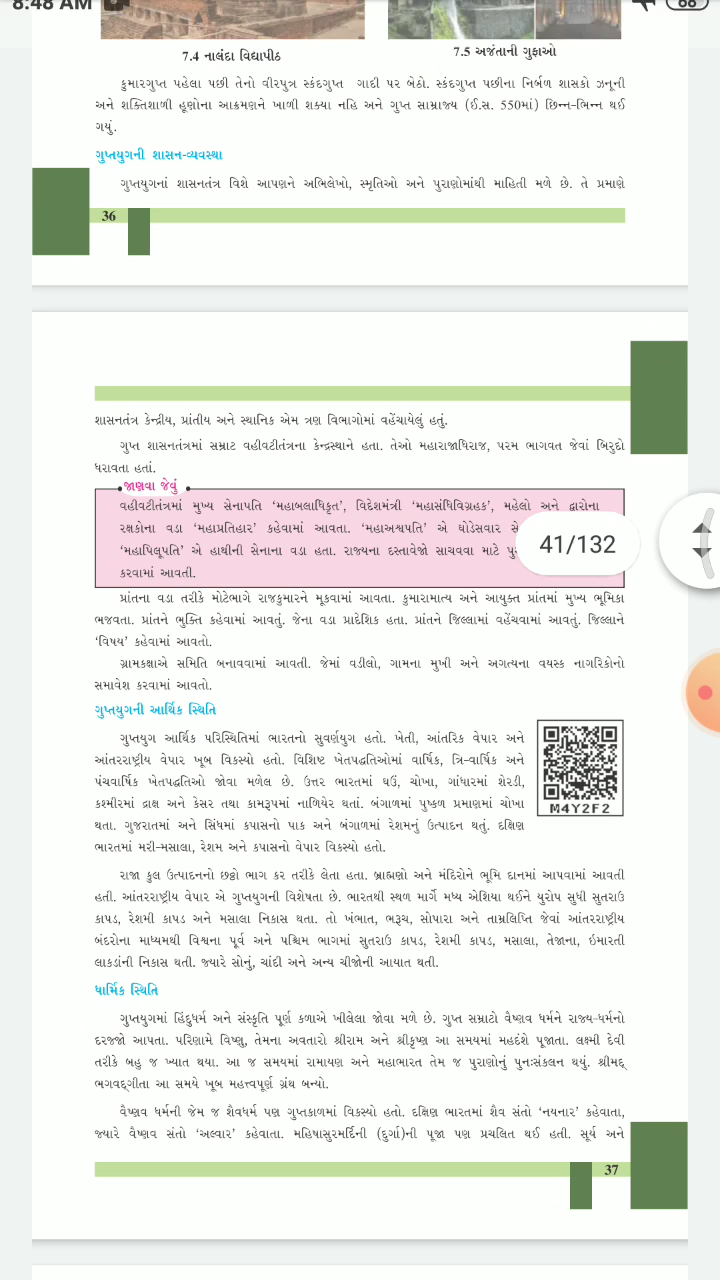 8:48 AM
7.4 નાલંદા વિદ્યાપીઠ
7.5 અજંતાની ગુફાઓ
કુમારગુપ્ત પહેલા પછી તેનો વીરપુત્ર સ્કંદગુપ્ત ગાદી પર બેઠો. સ્કંદગુપ્ત પછીના નિર્બળ શાસકો ઝનૂની
અને શક્તિશાળી હૂણોના આક્રમણને ખાળી શક્યા નહિ અને ગુપ્ત સામ્રાજ્ય (ઈ.સ. 550માં) છિન્ન-ભિન્ન થઈ
ગયું.
ગુપ્તયુગની શાસન-વ્યવસ્થા
ગુપ્તયુગનાં શાસનતંત્ર વિશે આપણને અભિલેખો, સ્મૃતિઓ અને પુરાણોમાંથી માહિતી મળે છે. તે પ્રમાણે
36
શાસનતંત્ર કેન્દ્રીય, પ્રાંતીય અને સ્થાનિક એમ ત્રણ વિભાગોમાં વહેંચાયેલું હતું.
ગુપ્ત શાસનતંત્રમાં સમ્રાટ વહીવટીતંત્રના કેન્દ્રસ્થાને હતા. તેઓ મહારાજાધિરાજ, પરમ ભાગવત જેવાં બિરુદો
ધરાવતા હતાં.
જાણવા જેવું
વહીવટીતંત્રમાં મુખ્ય સેનાપતિ ‘મહાબલાધિકૃત’, વિદેશમંત્રી ‘મહાસંધિવિગ્રહક’, મહેલો અને દ્વારોના
રક્ષકોના વડા ‘મહાપ્રતિહાર’ કહેવામાં આવતા. ‘મહાઅશ્વપતિ’ એ ઘોડેસવાર
‘મહાપિલૂપતિ’ એ હાથીની સેનાના વડા હતા. રાજ્યના દસ્તાવેજો સાચવવા માટે
કરવામાં આવતી.
41/132
પ્રાંતના વડા તરીકે મોટેભાગે રાજકુમારને મૂકવામાં આવતા. કુમારામાત્ય અને આયુક્ત પ્રાંતમાં મુખ્ય ભૂમિકા
ભજવતા. પ્રાંતને ભુક્તિ કહેવામાં આવતું. જેના વડા પ્રાદેશિક હતા. પ્રાંતને જિલ્લામાં વહેંચવામાં આવતું. જિલ્લાને
‘વિષય’ કહેવામાં આવતો.
ગ્રામકક્ષાએ સમિતિ બનાવવામાં આવતી. જેમાં વડીલો, ગામના મુખી અને અગત્યના વયસ્ક નાગરિકોનો
સમાવેશ કરવામાં આવતો.
ગુપ્તયુગની આર્થિક સ્થિતિ
ગુપ્તયુગ આર્થિક પરિસ્થિતિમાં ભારતનો સુવર્ણયુગ હતો. ખેતી, આંતરિક વેપાર અને
આંતરરાષ્ટ્રીય વેપાર ખૂબ વિકસ્યો હતો. વિશિષ્ટ ખેતપદ્ધતિઓમાં વાર્ષિક, ત્રિ-વાર્ષિક અને
પંચવાર્ષિક ખેતપદ્ધતિઓ જોવા મળેલ છે. ઉત્તર ભારતમાં ઘઉં, ચોખા, ગાંધારમાં શેરડી,
કશ્મીરમાં દ્રાક્ષ અને કેસર તથા કામરૂપમાં નાળિયેર થતાં. બંગાળમાં પુષ્કળ પ્રમાણમાં ચોખા
થતા. ગુજરાતમાં અને સિંધમાં કપાસનો પાક અને બંગાળમાં રેશમનું ઉત્પાદન થતું. દક્ષિણ
ભારતમાં મરી-મસાલા, રેશમ અને કપાસનો વેપાર વિકસ્યો હતો.
M4Y2F2
રાજા કુલ ઉત્પાદનનો છઠ્ઠો ભાગ કર તરીકે લેતા હતા. બ્રાહ્મણો અને મંદિરોને ભૂમિ દાનમાં આપવામાં આવતી
હતી. આંતરરાષ્ટ્રીય વેપાર એ ગુપ્તયુગની વિશેષતા છે. ભારતથી સ્થળ માર્ગે મધ્ય એશિયા થઈને યુરોપ સુધી સુતરાઉ
કાપડ, રેશમી કાપડ અને મસાલા નિકાસ થતા. તો ખંભાત, ભરૂચ, સોપારા અને તામ્રલિપ્તિ જેવાં આંતરરાષ્ટ્રીય
બંદરોના માધ્યમથી વિશ્વના પૂર્વ અને પશ્ચિમ ભાગમાં સુતરાઉ કાપડ, રેશમી કાપડ, મસાલા, તેજાના, ઇમારતી
લાકડાંની નિકાસ થતી. જ્યારે સોનું, ચાંદી અને અન્ય ચીજોની આયાત થતી.
ધાર્મિક સ્થિતિ
ગુપ્તયુગમાં હિંદુધર્મ અને સંસ્કૃતિ પૂર્ણ કળાએ ખીલેલા જોવા મળે છે. ગુપ્ત સમ્રાટો વૈષ્ણવ ધર્મને રાજ્ય-ધર્મનો
દરજ્જો આપતા. પરિણામે વિષ્ણુ, તેમના અવતારો શ્રીરામ અને શ્રીકૃષ્ણ આ સમયમાં મહદંશે પૂજાતા. લક્ષ્મી દેવી
તરીકે બહુ જ ખ્યાત થયા. આ જ સમયમાં રામાયણ અને મહાભારત તેમ જ પુરાણોનું પુનઃસંકલન થયું. શ્રીમદ્
ભગવદ્ગીતા આ સમયે ખૂબ મહત્ત્વપૂર્ણ ગ્રંથ બન્યો.
વૈષ્ણવ ધર્મની જેમ જ શૈવધર્મ પણ ગુપ્તકાળમાં વિકસ્યો હતો. દક્ષિણ ભારતમાં શૈવ સંતો ‘નયનાર’ કહેવાતા,
જ્યારે વૈષ્ણવ સંતો ‘અલ્વાર’ કહેવાતા. મહિષાસુરમર્દિની (દુર્ગા)ની પૂજા પણ પ્રચલિત થઈ હતી. સૂર્ય અને
37